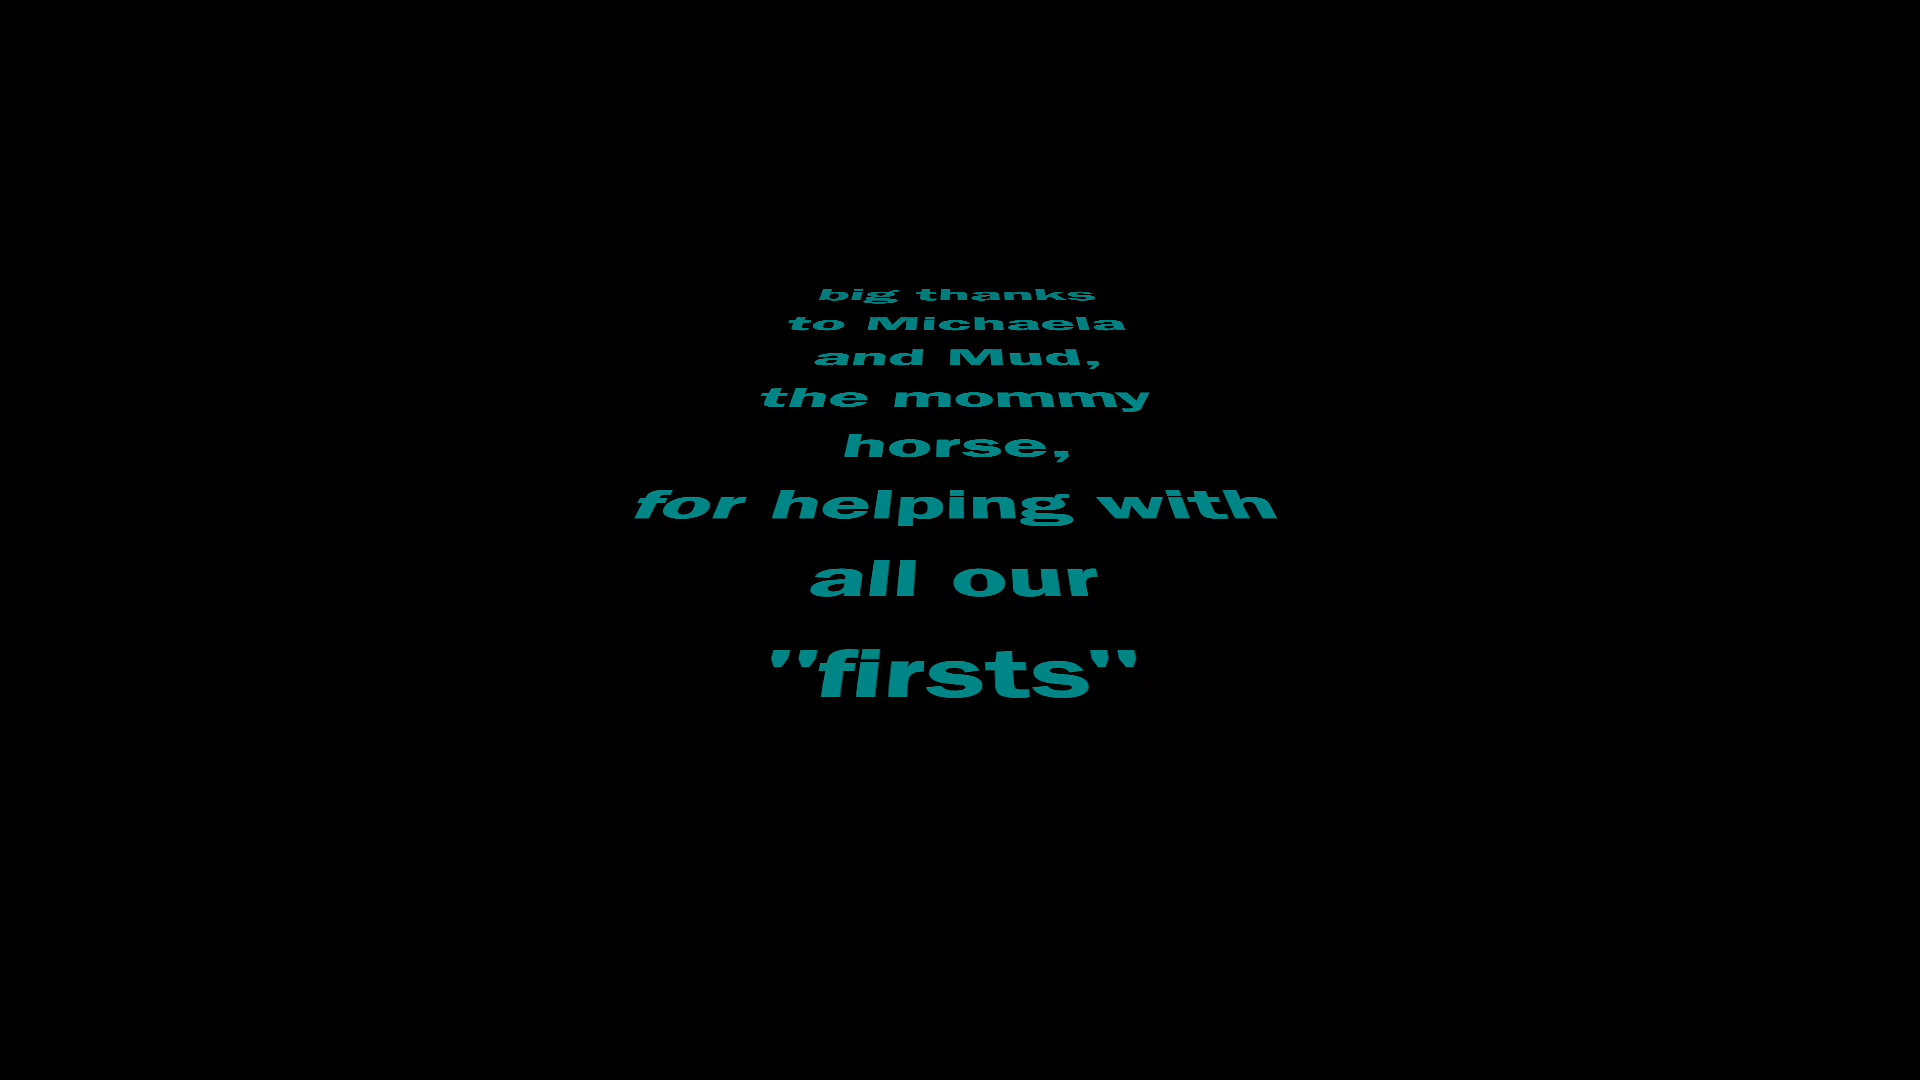 big thanks
to Michaela
and Mud,
the mommy
horse,
for helping with
all our
"firsts"